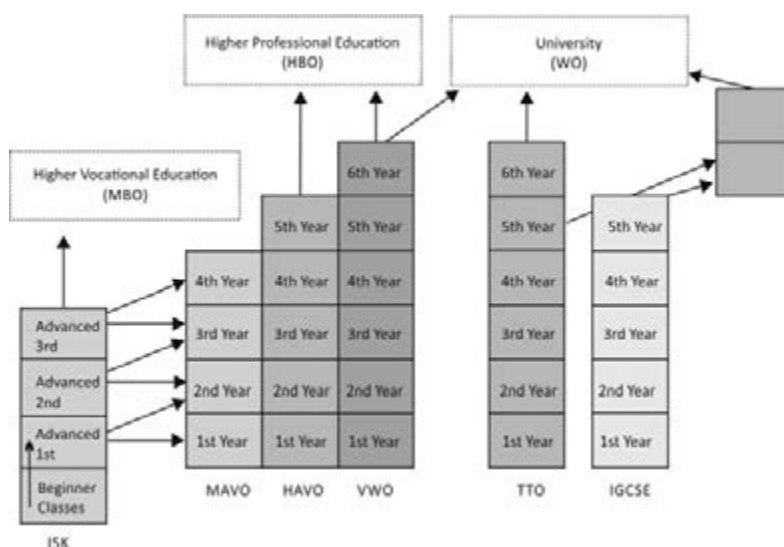 Higher Professional Education
(HBO)
University
(WO)
Higher Vocational Education
(MBO)
6th Year
5th Year
5th Year
4th Year
4th Year
4th Year
3rd Year
3rd Year
3rd Year
2nd Year
2nd Year
2nd Year
1st Year
1st Year
1st Year
MAVO
HAVO
VWO
6th Year
5th Year
4th Year
3rd Year
2nd Year
1st Year
TTO
5th Year
4th Year
3rd Year
2nd Year
1st Year
IGCSE
Advanced
3rd
Advanced
2nd
Advanced
1st
Beginner
Classes
ISK